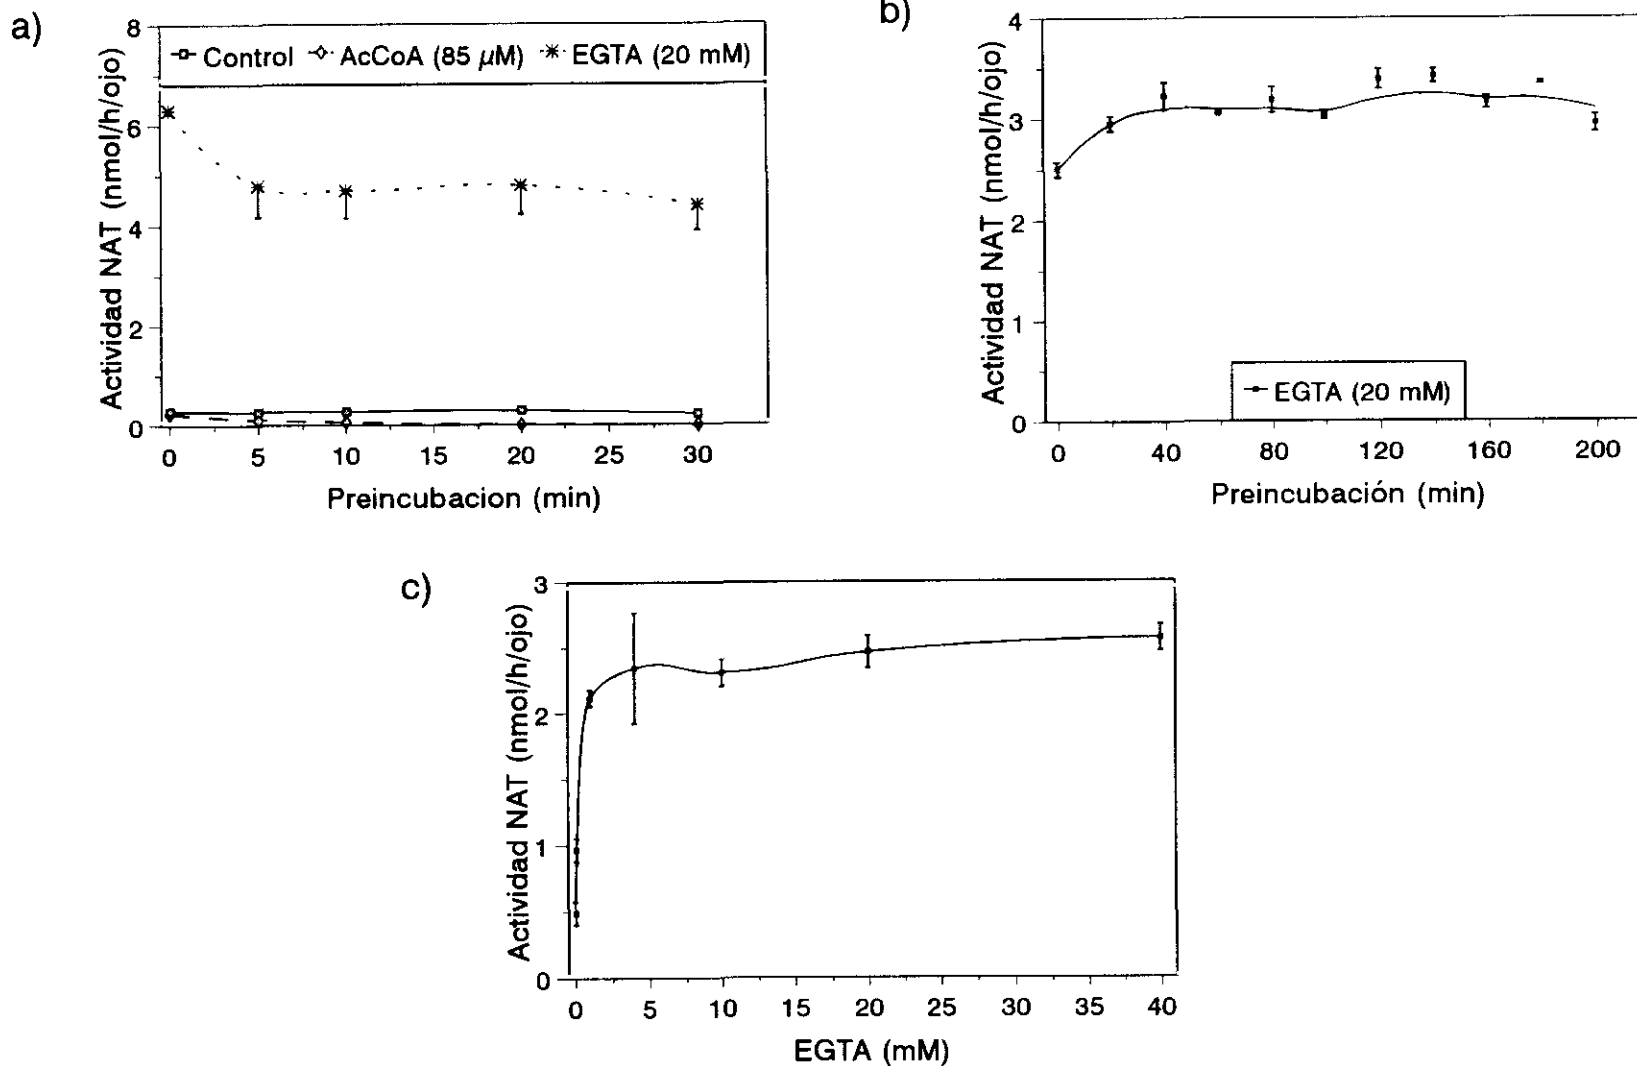 a)
8
Control AcCoA (85 µM) EGTA (20 mM)
6
4
2
0
Actividad NAT (nmol/h/ojo)
0 5 10 15 20 25 30
Preincubacion (min)
b)
4
3
2
1
0
Actividad NAT (nmol/h/ojo)
EGTA (20 mM)
0 40 80 120 160 200
Preincubación (min)
c)
3
2
1
0
Actividad NAT (nmol/h/ojo)
0 5 10 15 20 25 30 35 40
EGTA (mM)